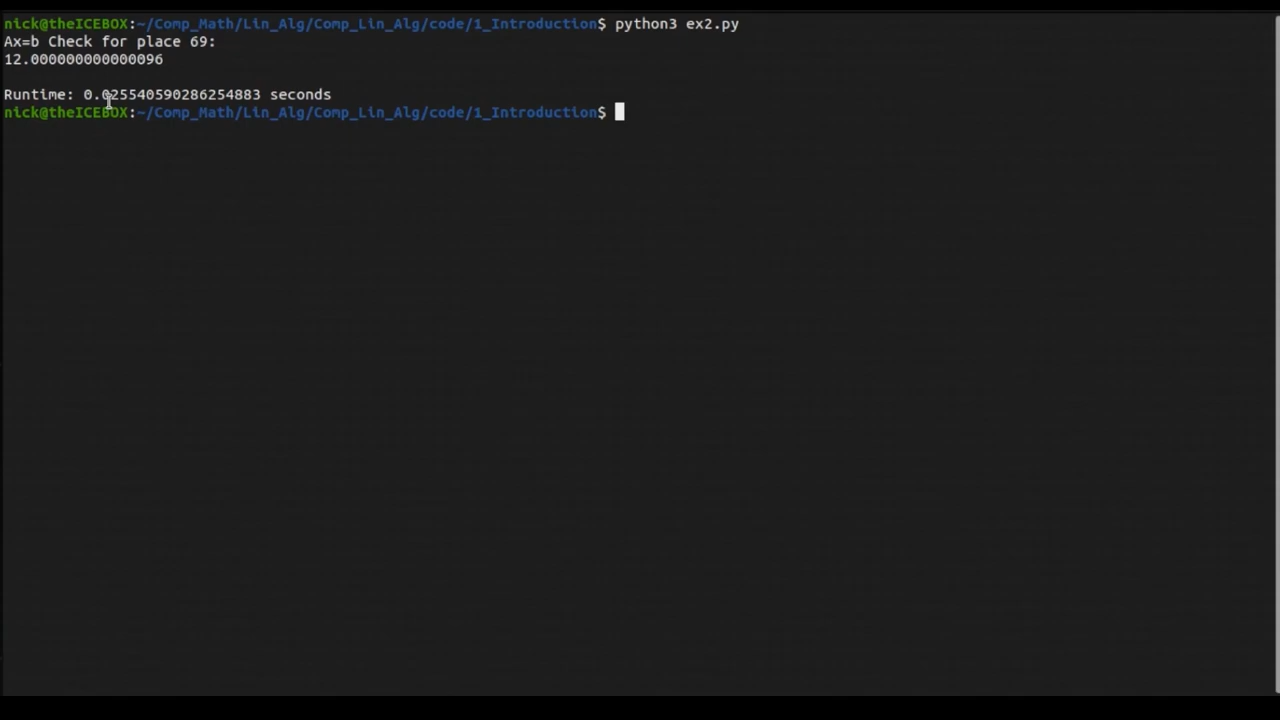 nick@theICEBOX:~/Comp_Math/Lin_Alg/Comp_Lin_Alg/code/1_Introduction$ python3 ex2.py
Ax=b Check for place 69:
12.000000000000096
Runtime: 0.025540590286254883 seconds
nick@theICEBOX:~/Comp_Math/Lin_Alg/Comp_Lin_Alg/code/1_Introduction$